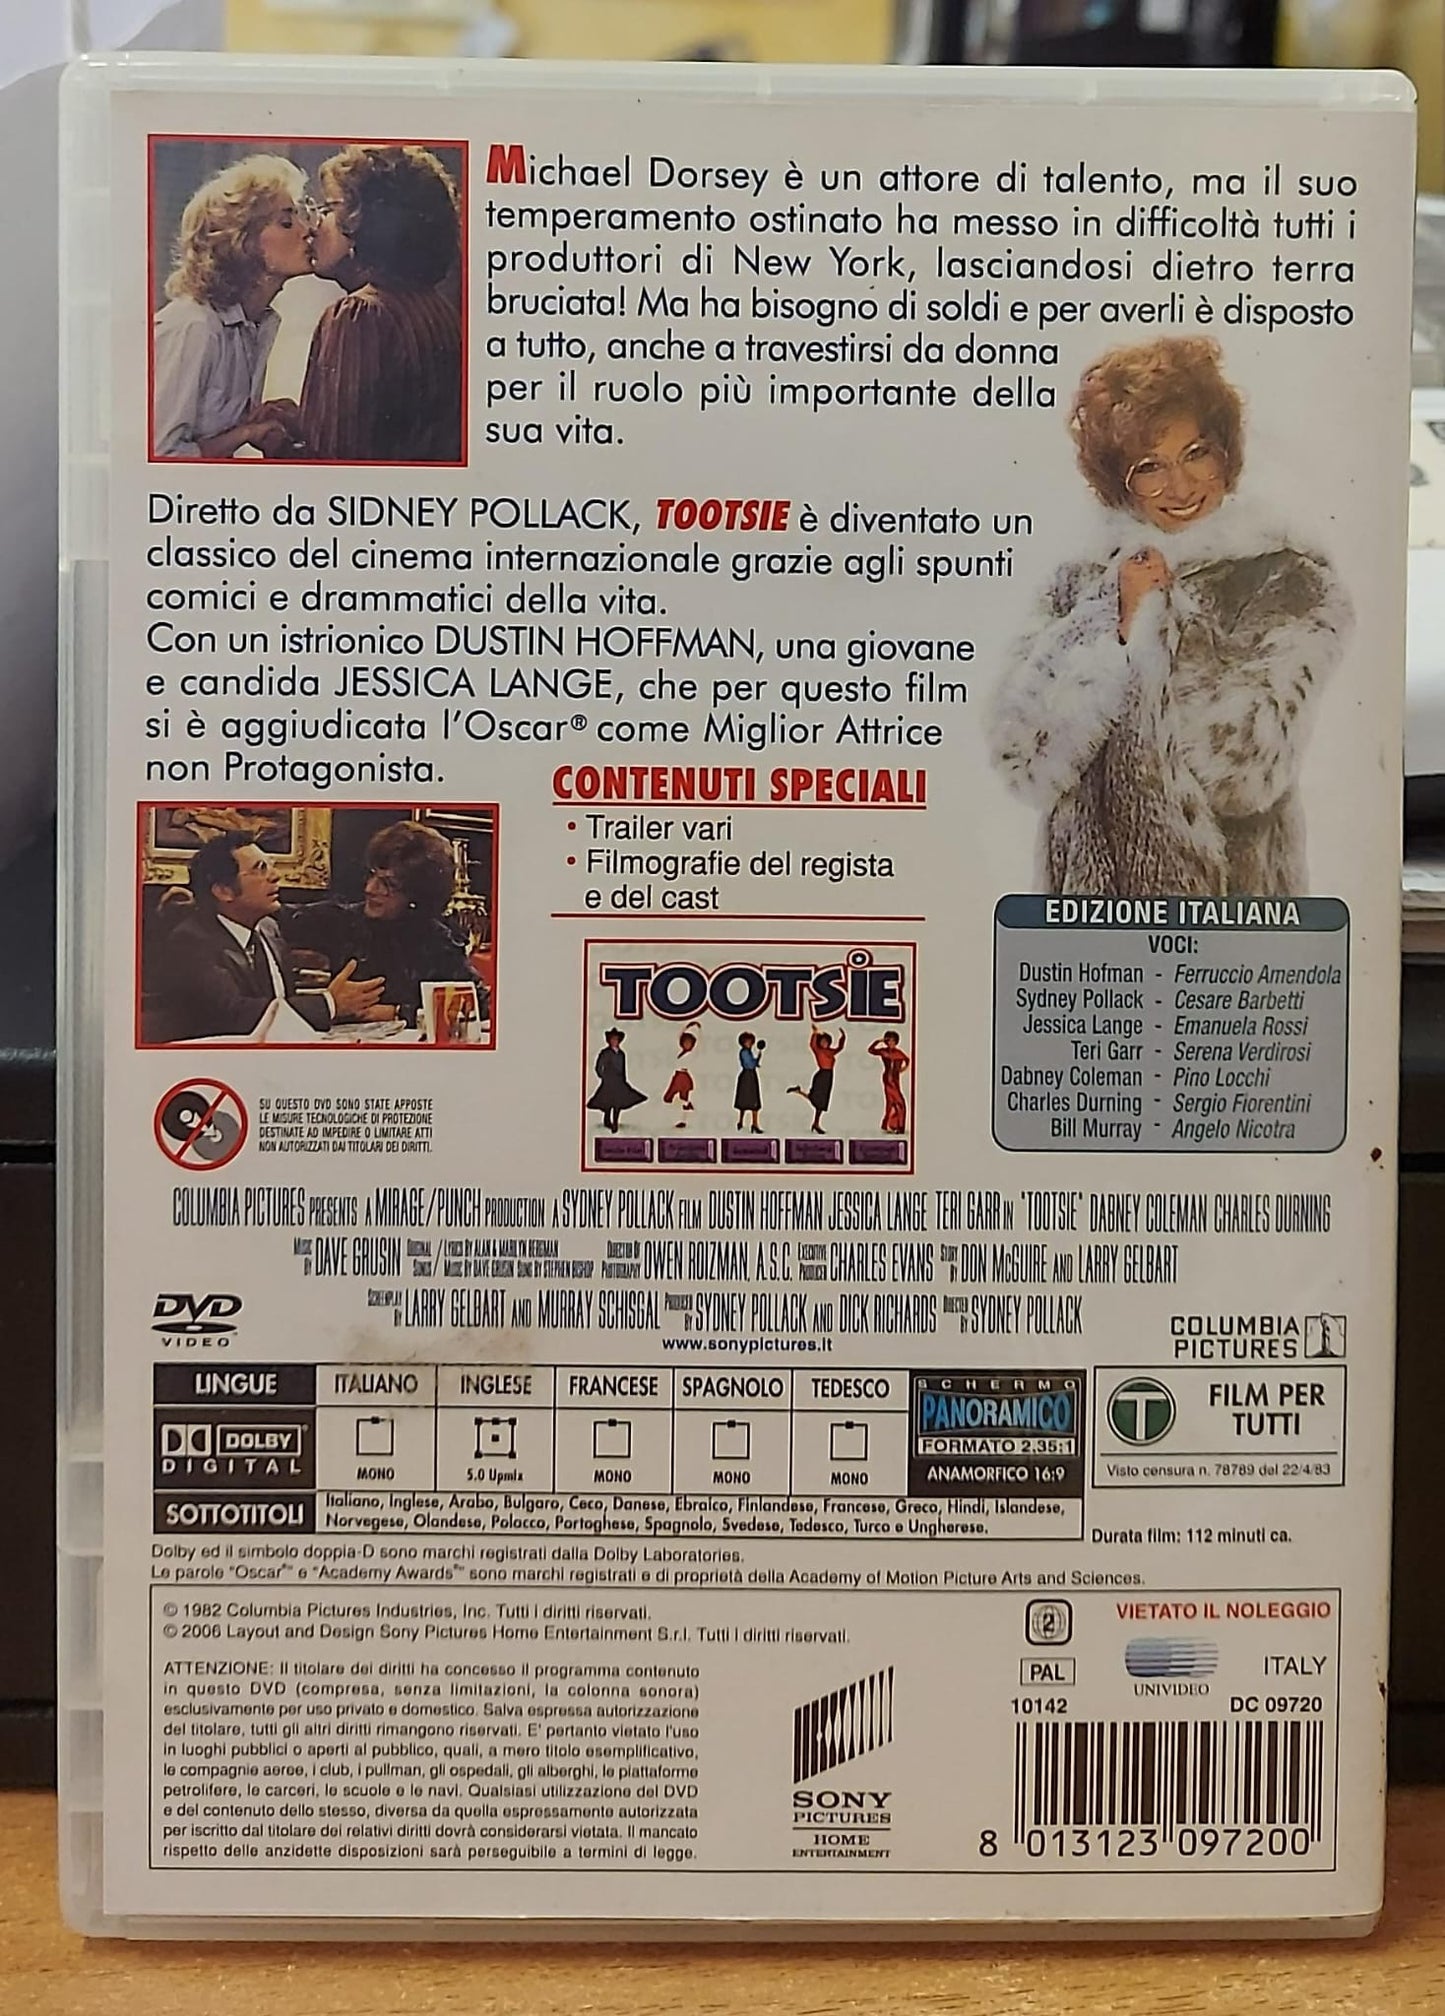 Michael Dorsey è un attore di talento, ma il suo
temperamento ostinato ha messo in difficoltà tutti i
produttori di New York, lasciandosi dietro terra
bruciata! Ma ha bisogno di soldi e per averli è disposto
a tutto, anche a travestirsi da donna
per il ruolo più importante della
sua vita.
Diretto da SIDNEY POLLACK, TOOTSIE è diventato un
classico del cinema internazionale grazie agli spunti
comici e drammatici della vita.
Con un istrionico DUSTIN HOFFMAN, una giovane
e candida JESSICA LANGE, che per questo film
si è aggiudicata l'Oscar® come Miglior Attrice
non Protagonista.
CONTENUTI SPECIALI
• Trailer vari
• Filmografie del regista
e del cast
TOOTSIE
EDIZIONE ITALIANA
VOCI:
Dustin Hofman - Ferruccio Amendola
Sydney Pollack - Cesare Barbetti
Jessica Lange - Emanuela Rossi
Teri Garr - Serena Verdirosi
Dabney Coleman - Pino Locchi
Charles Durning - Sergio Fiorentini
Bill Murray - Angelo Nicotra
SU QUESTO DVD SONO STATE APPOSTE
LE MISURE TECNOLOGICHE DI PROTEZIONE
DESTINATE AD IMPEDIRE O LIMITARE ATTI
NON AUTORIZZATI DAI TITOLARI DEI DIRITTI.
COLUMBIA PICTURES PRESENTS A MIRAGE/PUNCH PRODUCTION A SYDNEY POLLACK FILM DUSTIN HOFFMAN JESSICA LANGE TERI GARR IN "TOOTSIE" DABNEY COLEMAN CHARLES DURNING
MUSIC BY DAVE GRUSIN ORIGINAL SONGS / LYRICS BY ALAN & MARILYN BERGMAN MUSIC BY DAVE GRUSIN SUNG BY STEPHEN BISHOP DIRECTOR OF PHOTOGRAPHY OWEN ROIZMAN, A.S.C. EXECUTIVE PRODUCER CHARLES EVANS STORY BY DON McGUIRE AND LARRY GELBART
SCREENPLAY BY LARRY GELBART AND MURRAY SCHISGAL PRODUCED BY SYDNEY POLLACK AND DICK RICHARDS DIRECTED BY SYDNEY POLLACK
DVD
VIDEO
www.sonypictures.it
COLUMBIA
PICTURES
LINGUE ITALIANO INGLESE FRANCESE SPAGNOLO TEDESCO
DOLBY
DIGITAL
MONO 5.0 Upmix MONO MONO MONO
SCHERMO
PANORAMICO
FORMATO 2.35:1
ANAMORFICO 16:9
T
FILM PER
TUTTI
Visto censura n. 78789 del 22/4/83
SOTTOTITOLI
Italiano, Inglese, Arabo, Bulgaro, Ceco, Danese, Ebraico, Finlandese, Francese, Greco, Hindi, Islandese,
Norvegese, Olandese, Polacco, Portoghese, Spagnolo, Svedese, Tedesco, Turco e Ungherese.
Durata film: 112 minuti ca.
Dolby ed il simbolo doppia-D sono marchi registrati dalla Dolby Laboratories.
Le parole "Oscar®" e "Academy Awards®" sono marchi registrati e di proprietà della Academy of Motion Picture Arts and Sciences.
© 1982 Columbia Pictures Industries, Inc. Tutti i diritti riservati.
© 2006 Layout and Design Sony Pictures Home Entertainment S.r.l. Tutti i diritti riservati.
ATTENZIONE: Il titolare dei diritti ha concesso il programma contenuto
in questo DVD (compresa, senza limitazioni, la colonna sonora)
esclusivamente per uso privato e domestico. Salva espressa autorizzazione
del titolare, tutti gli altri diritti rimangono riservati. E' pertanto vietato l'uso
in luoghi pubblici o aperti al pubblico, quali, a mero titolo esemplificativo,
le compagnie aeree, i club, i pullman, gli ospedali, gli alberghi, le piattaforme
petrolifere, le carceri, le scuole e le navi. Qualsiasi utilizzazione del DVD
e del contenuto dello stesso, diversa da quella espressamente autorizzata
per iscritto dal titolare dei relativi diritti dovrà considerarsi vietata. Il mancato
rispetto delle anzidette disposizioni sarà perseguibile a termini di legge.
SONY
PICTURES
HOME
ENTERTAINMENT
2
PAL
VIETATO IL NOLEGGIO
UNIVIDEO
ITALY
10142
DC 09720
8 013123 097200